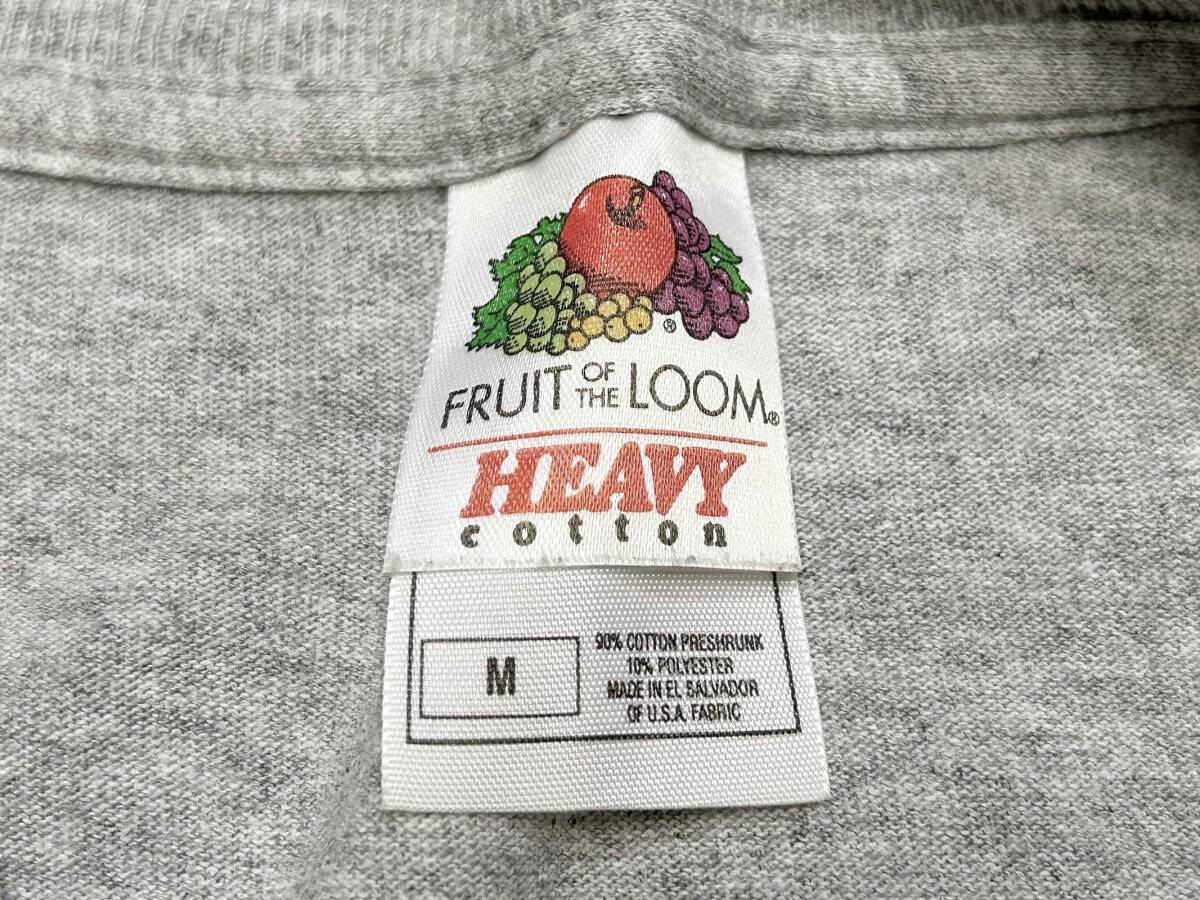 ®
FRUIT OF THE LOOM®
HEAVY
cotton
M
90% COTTON PRESHRUNK
10% POLYESTER
MADE IN EL SALVADOR
OF U.S.A. FABRIC